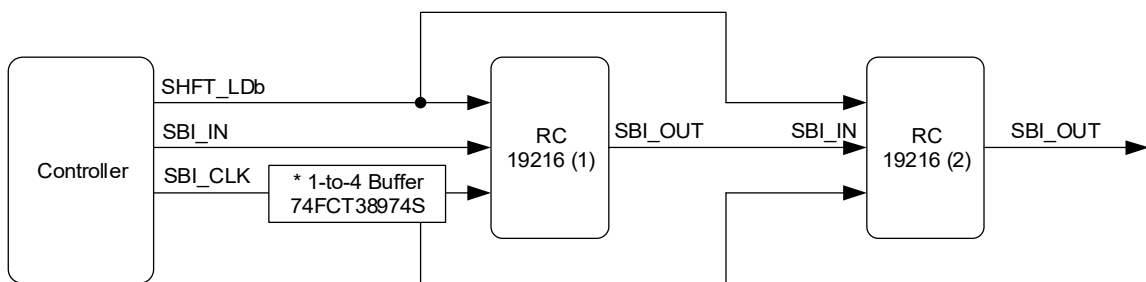 SHFT_LDb
SBI_IN
SBI_CLK
Controller
* 1-to-4 Buffer
74FCT38974S
RC
19216 (1)
SBI_OUT
SBI_IN
RC
19216 (2)
SBI_OUT